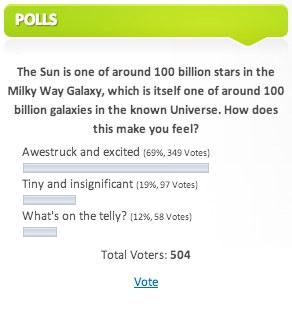 POLLS
The Sun is one of around 100 billion stars in the
Milky Way Galaxy, which is itself one of around 100
billion galaxies in the known Universe. How does
this make you feel?
Awestruck and excited (69%, 349 Votes)
Tiny and insignificant (19%, 97 Votes)
What's on the telly? (12%, 58 Votes)
Total Voters: 504
Vote